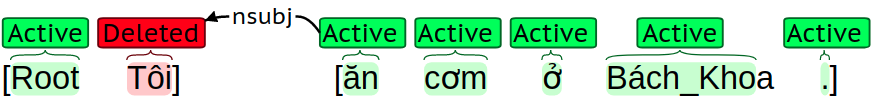 Active Deleted nsubj Active Active Active Active Active
[Root Tôi] [ăn cơm ở Bách_Khoa .]